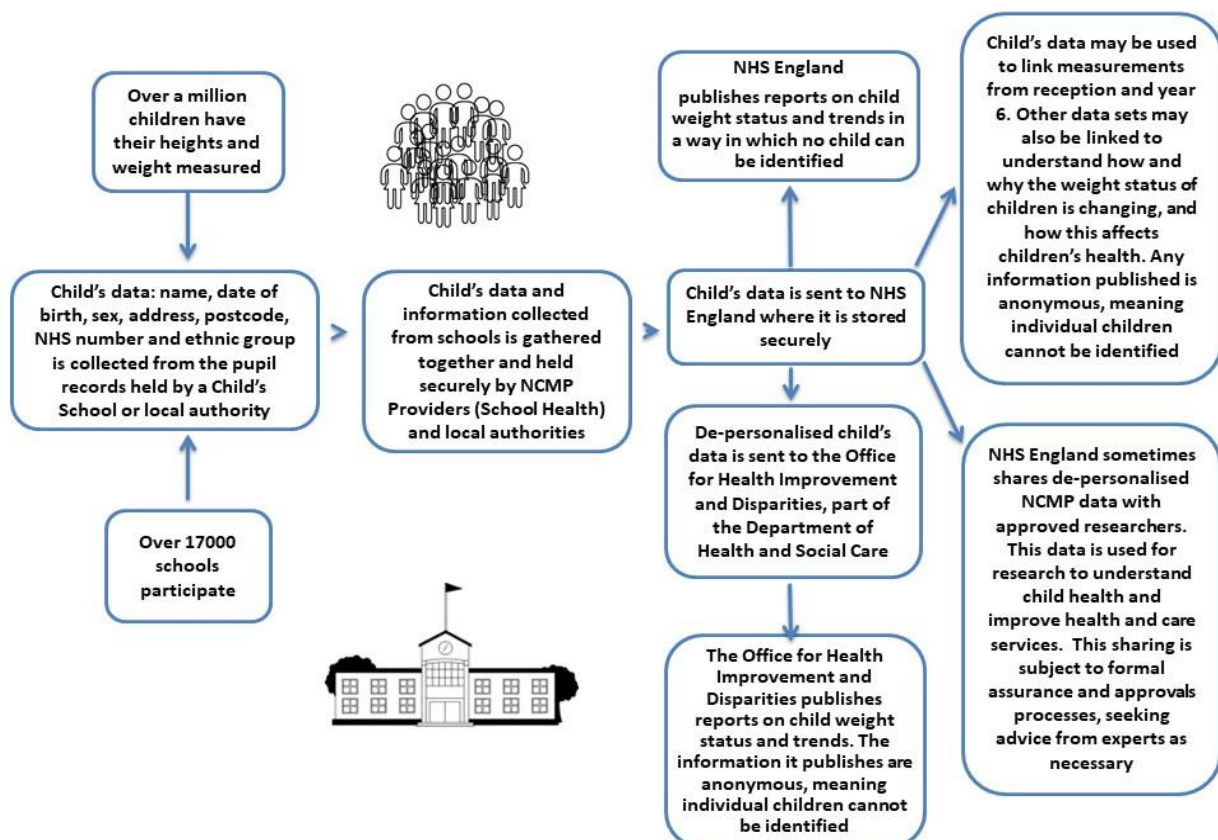 Over a million
children have
their heights and
weight measured
Child's data: name, date of
birth, sex, address, postcode,
NHS number and ethnic group
is collected from the pupil
records held by a Child's
School or local authority
Over 17000
schools
participate
Child's data and
information collected
from schools is gathered
together and held
securely by NCMP
Providers (School Health)
and local authorities
NHS England
publishes reports on child
weight status and trends in
a way in which no child can
be identified
Child's data is sent to NHS
England where it is stored
securely
De-personalised child's
data is sent to the Office
for Health Improvement
and Disparities, part of
the Department of
Health and Social Care
The Office for Health
Improvement and
Disparities publishes
reports on child weight
status and trends. The
information it publishes are
anonymous, meaning
individual children cannot
be identified
Child's data may be used
to link measurements
from reception and year
6. Other data sets may
also be linked to
understand how and
why the weight status of
children is changing, and
how this affects
children's health. Any
information published is
anonymous, meaning
individual children
cannot be identified
NHS England sometimes
shares de-personalised
NCMP data with
approved researchers.
This data is used for
research to understand
child health and
improve health and care
services. This sharing is
subject to formal
assurance and approvals
processes, seeking
advice from experts as
necessary